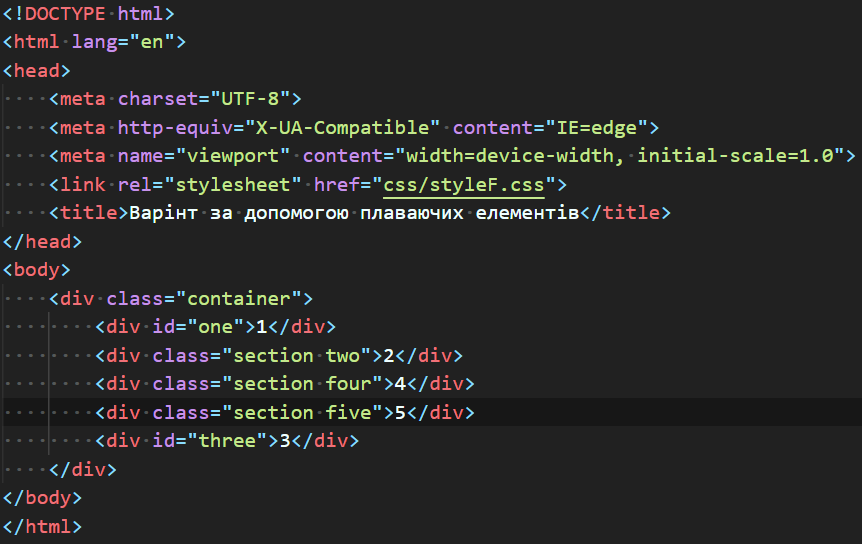 <!DOCTYPE html>
<html lang="en">
<head>
    <meta charset="UTF-8">
    <meta http-equiv="X-UA-Compatible" content="IE=edge">
    <meta name="viewport" content="width=device-width, initial-scale=1.0">
    <link rel="stylesheet" href="css/styleF.css">
    <title>Варінт за допомогою плаваючих елементів</title>
</head>
<body>
    <div class="container">
        <div id="one">1</div>
        <div class="section two">2</div>
        <div class="section four">4</div>
        <div class="section five">5</div>
        <div id="three">3</div>
    </div>
</body>
</html>